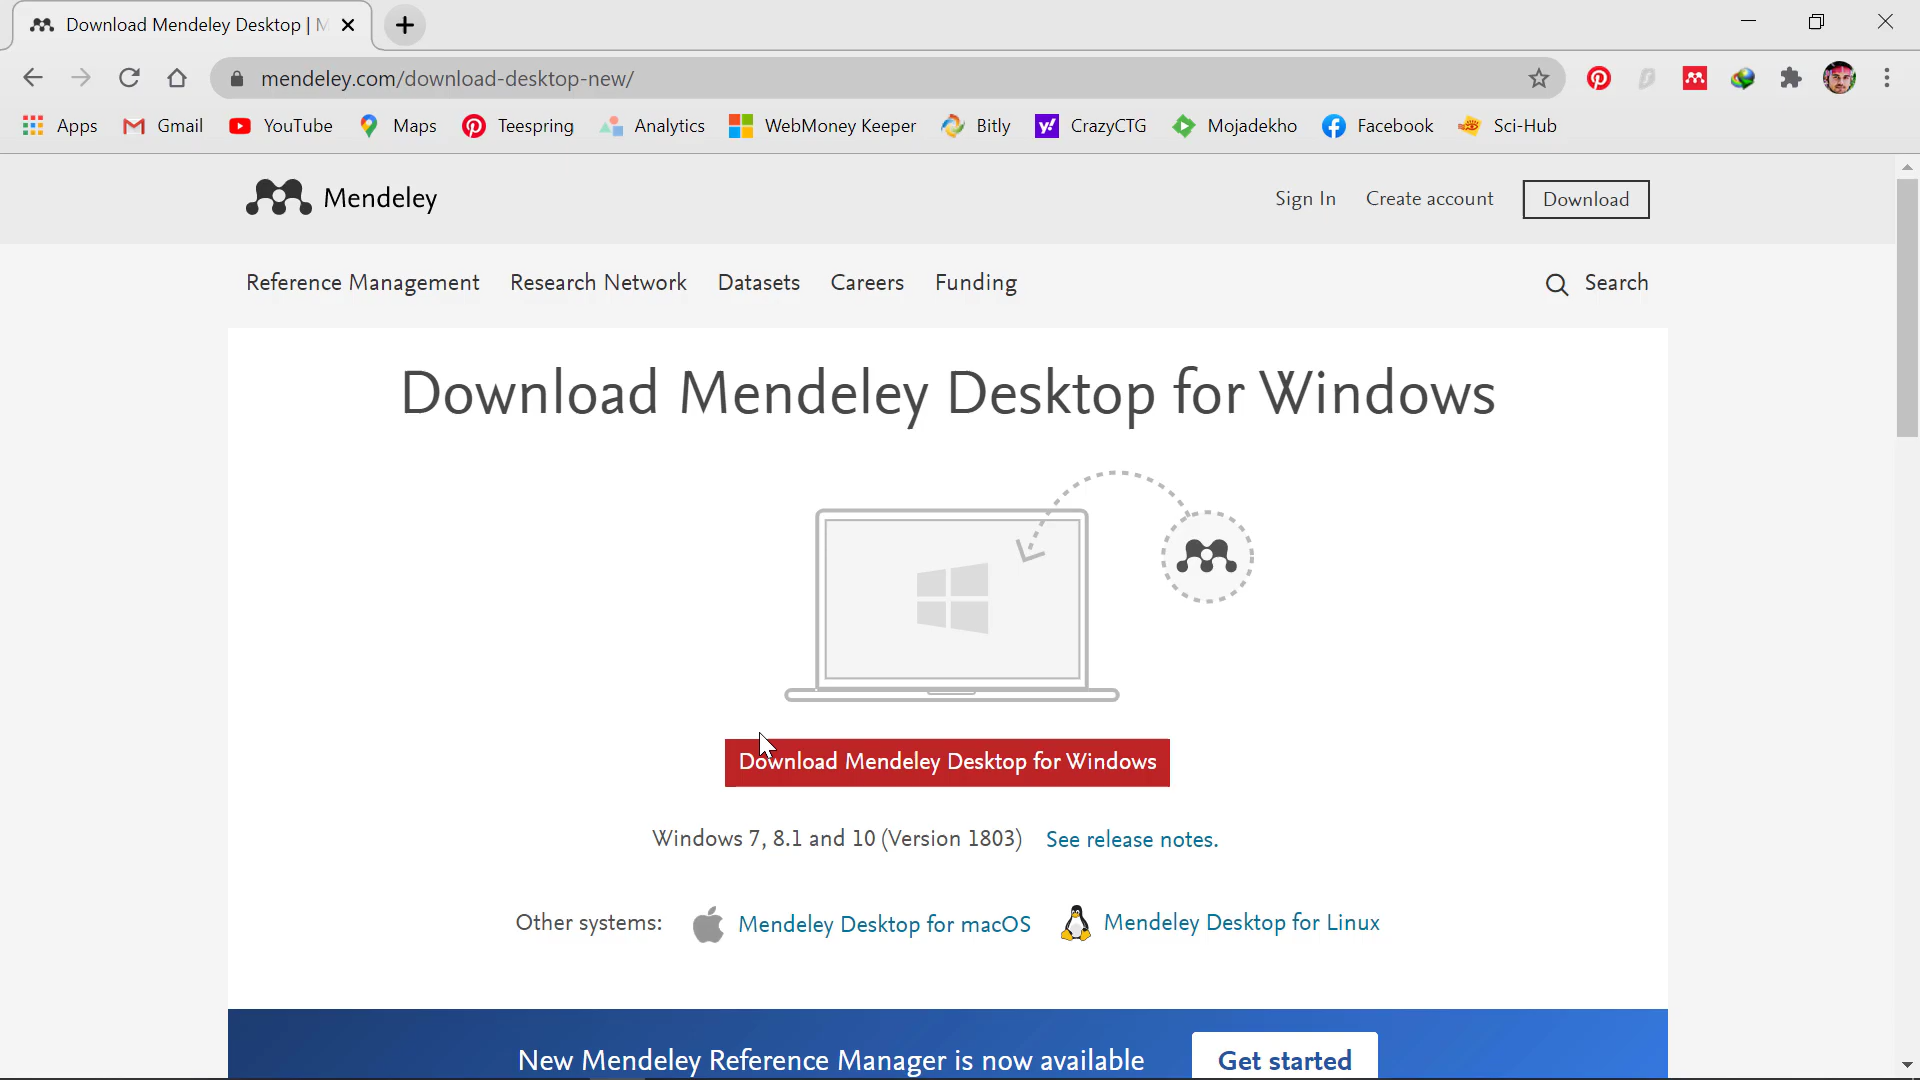 Download Mendeley Desktop | M
mendeley.com/download-desktop-new/
Apps Gmail YouTube Maps Teespring Analytics WebMoney Keeper Bitly CrazyCTG Mojadekho Facebook Sci-Hub
Mendeley Sign In Create account Download
Reference Management Research Network Datasets Careers Funding Search
Download Mendeley Desktop for Windows
Download Mendeley Desktop for Windows
Windows 7, 8.1 and 10 (Version 1803) See release notes.
Other systems: Mendeley Desktop for macOS Mendeley Desktop for Linux
New Mendeley Reference Manager is now available Get started